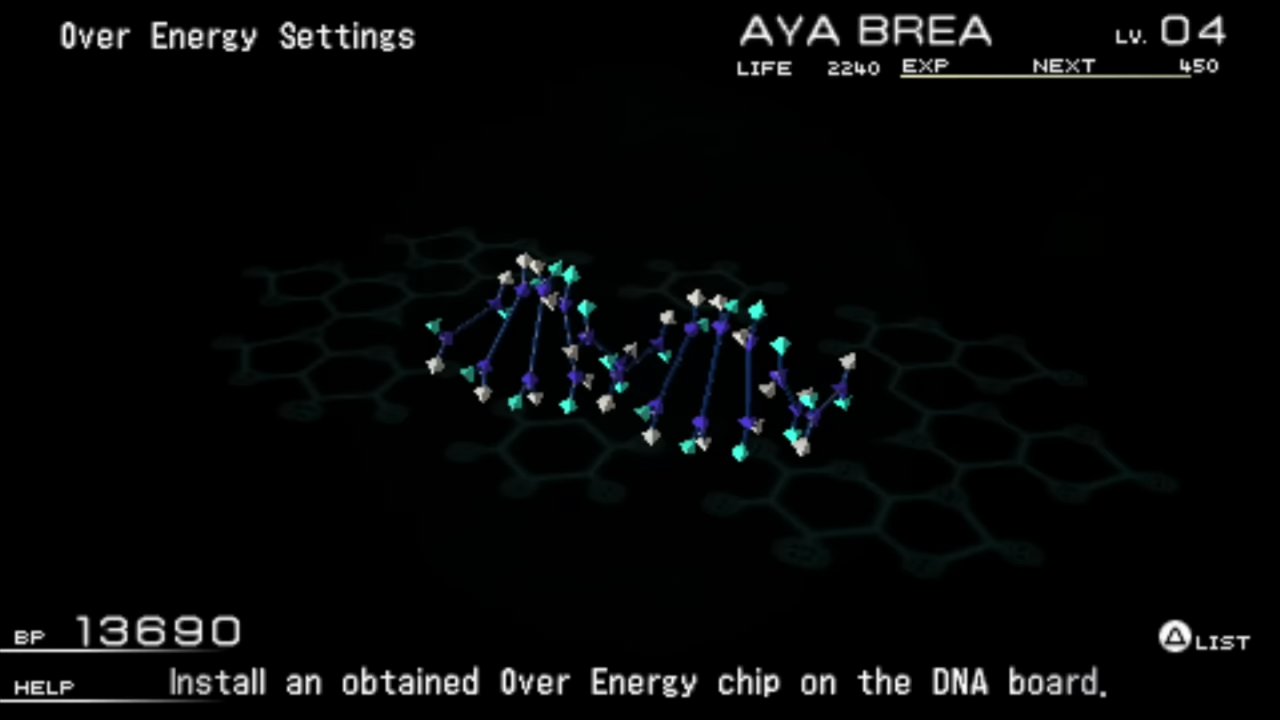 Over Energy Settings
AYA BREA LV. 04
LIFE 2240 EXP NEXT 450
BP 13690
△ LIST
HELP Install an obtained Over Energy chip on the DNA board.